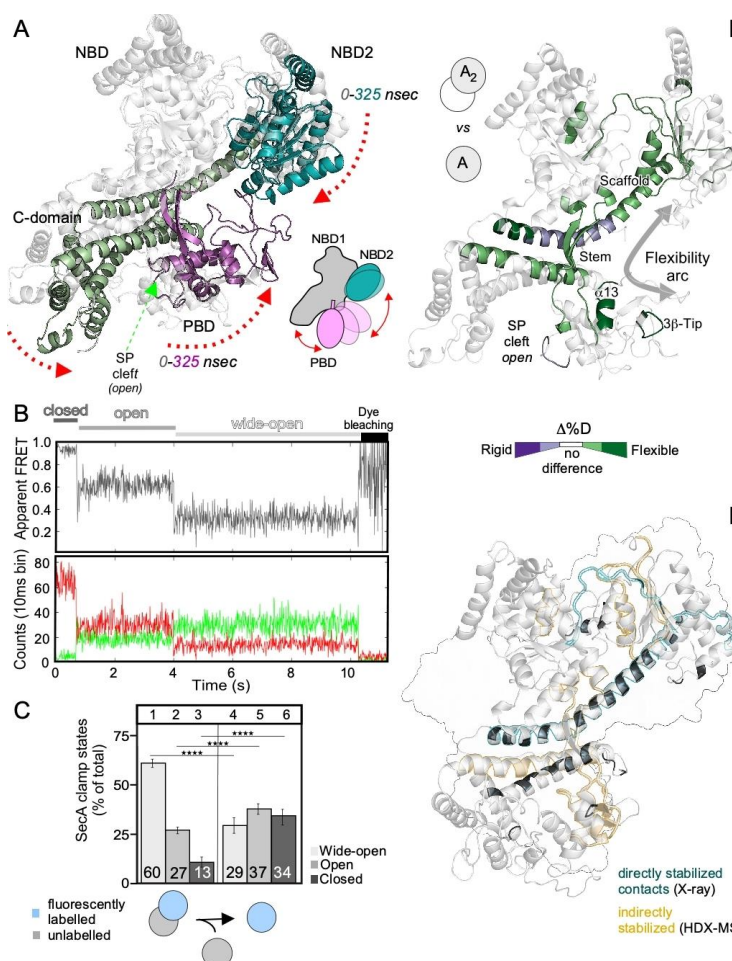 A
NBD
NBD2
0-325 nsec
C-domain
NBD1
NBD2
PBD
SP
cleft
(open)
0-325 nsec
PBD
A2
vs
A
Scaffold
Stem
Flexibility
arc
α13
SP
cleft
open
3β-Tip
Δ%D
Rigid
no
difference
Flexible
B
closed
open
wide-open
Dye
bleaching
Apparent FRET
1.0
0.8
0.6
0.4
0.2
Counts (10ms bin)
80
60
40
20
0
0 2 4 6 8 10
Time (s)
C
1 2 3 4 5 6
SecA clamp states
(% of total)
75
50
25
0
****
****
****
60 27 13 29 37 34
Wide-open
Open
Closed
fluorescently
labelled
unlabelled
directly stabilized
contacts (X-ray)
indirectly
stabilized (HDX-MS